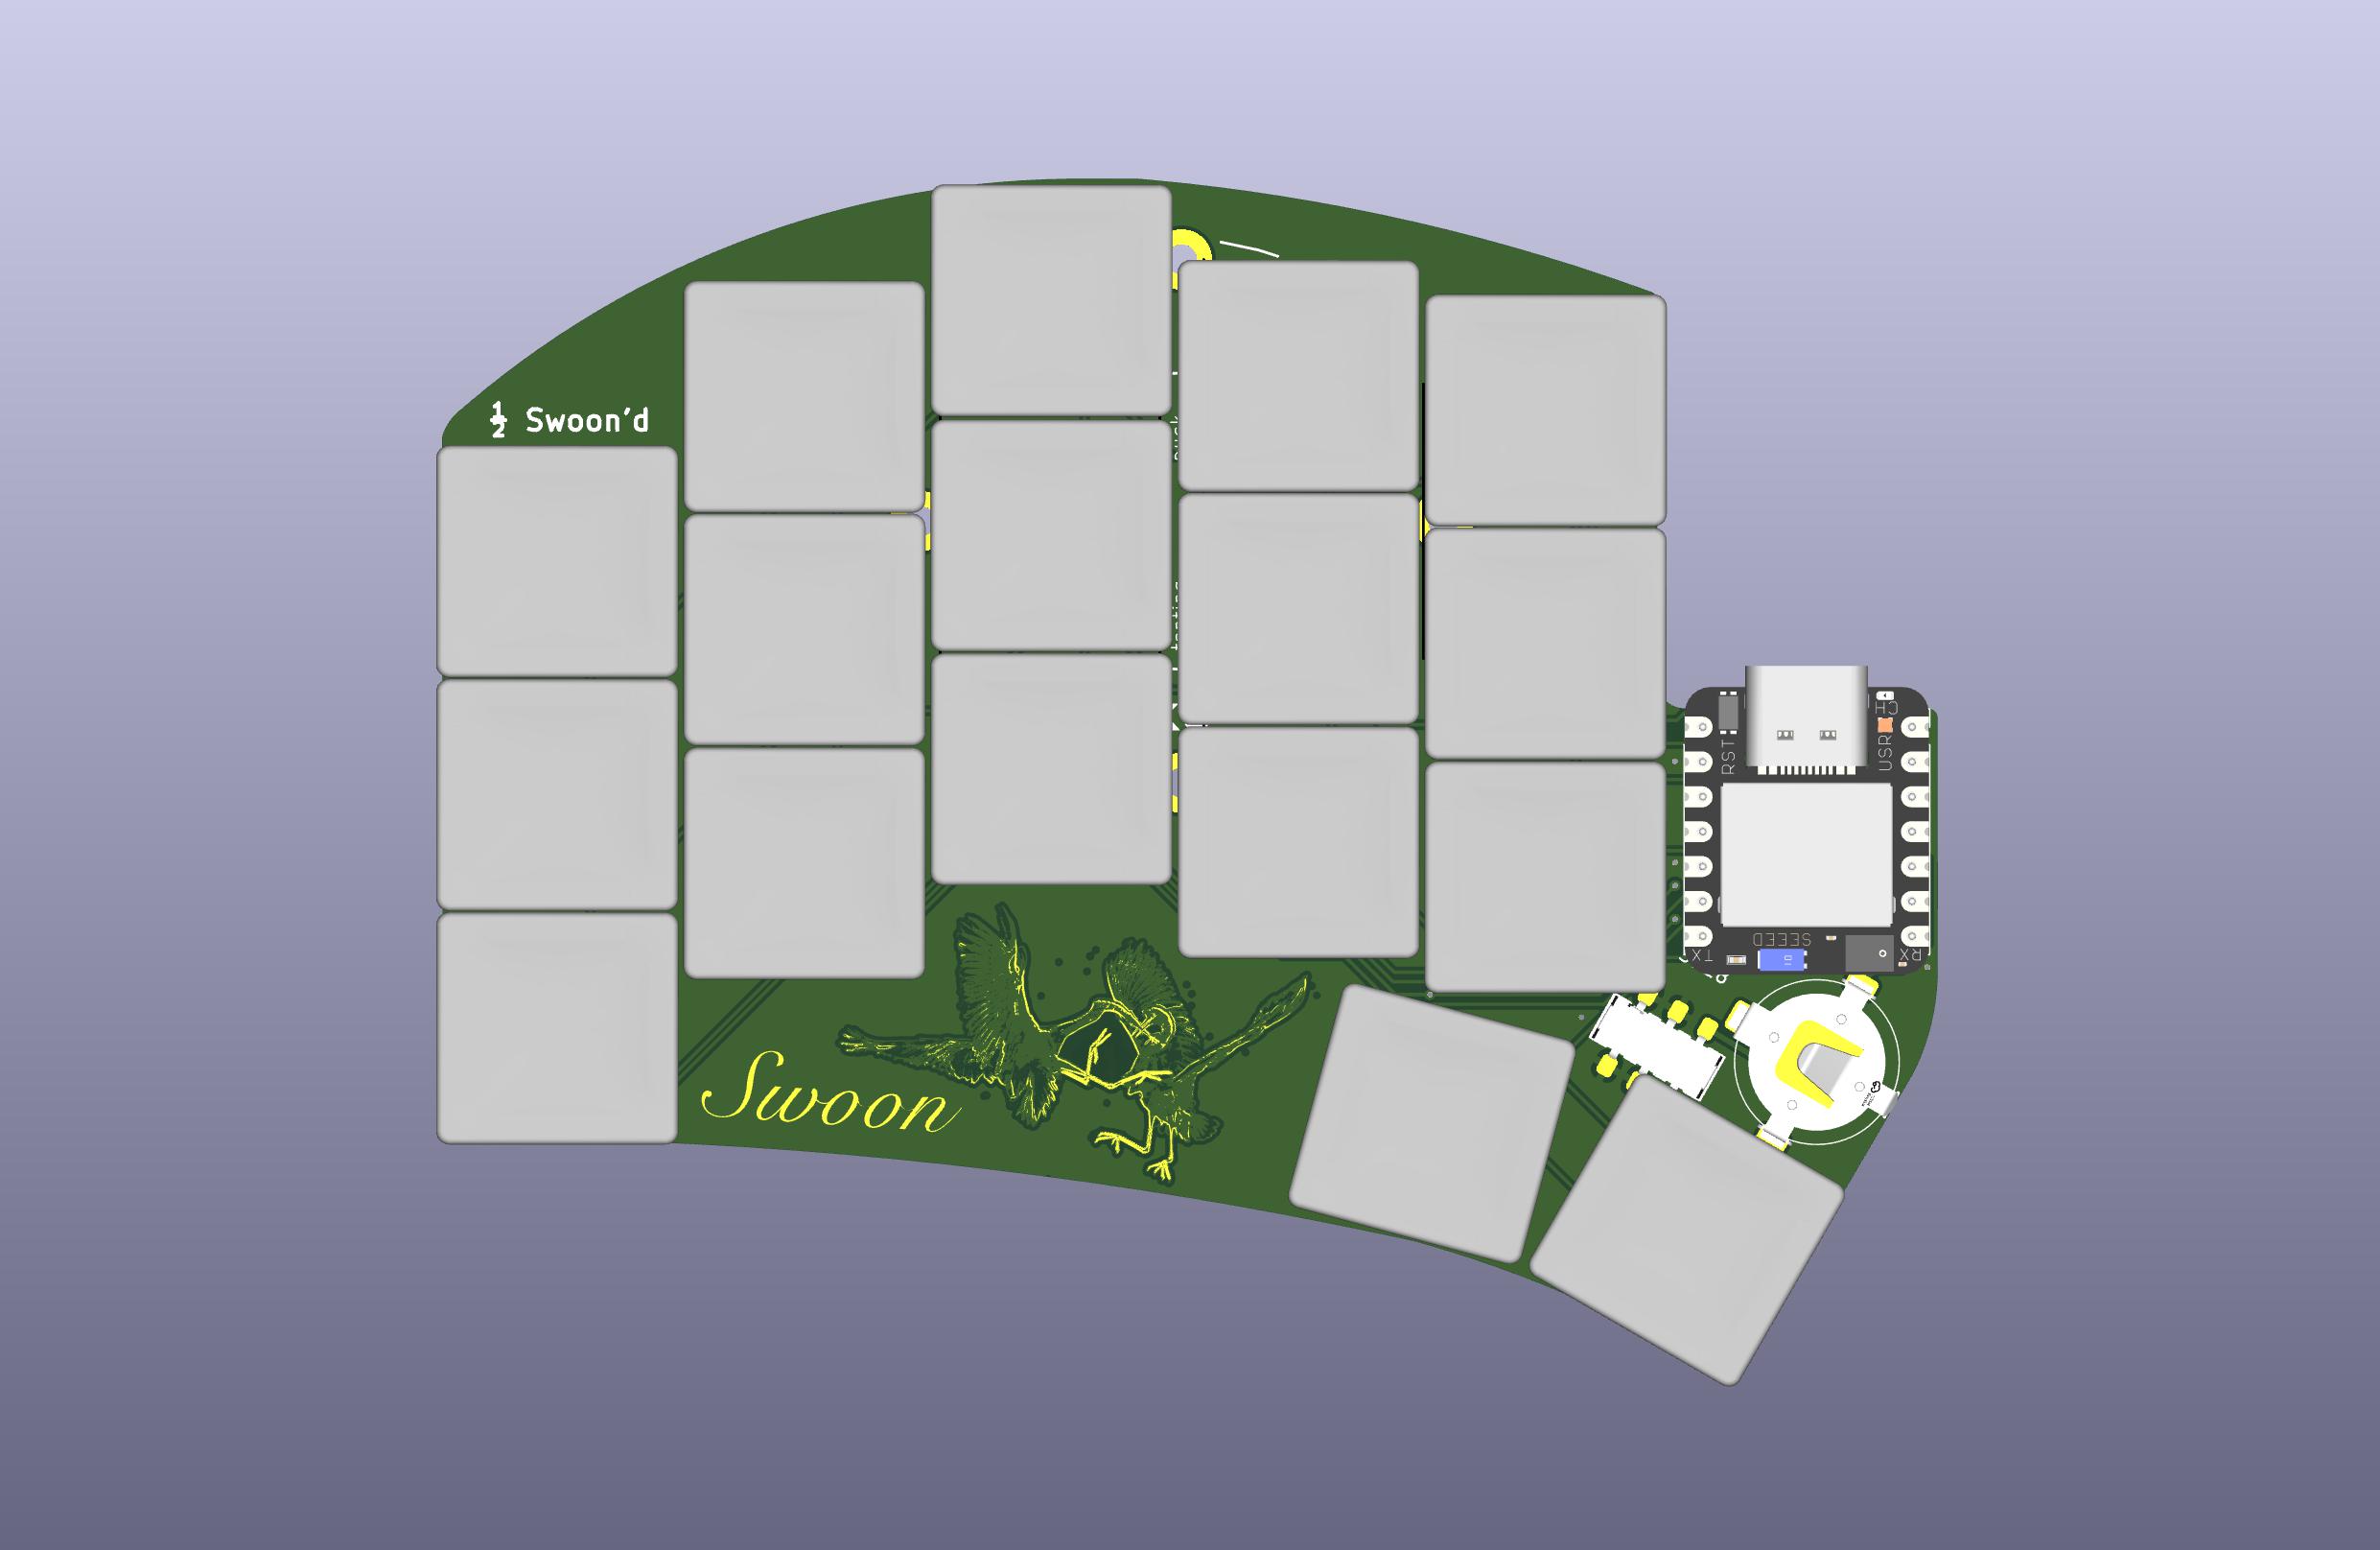 ½ Swoon'd
CH
USR
RST
SEEED
TX
RX
Swoon